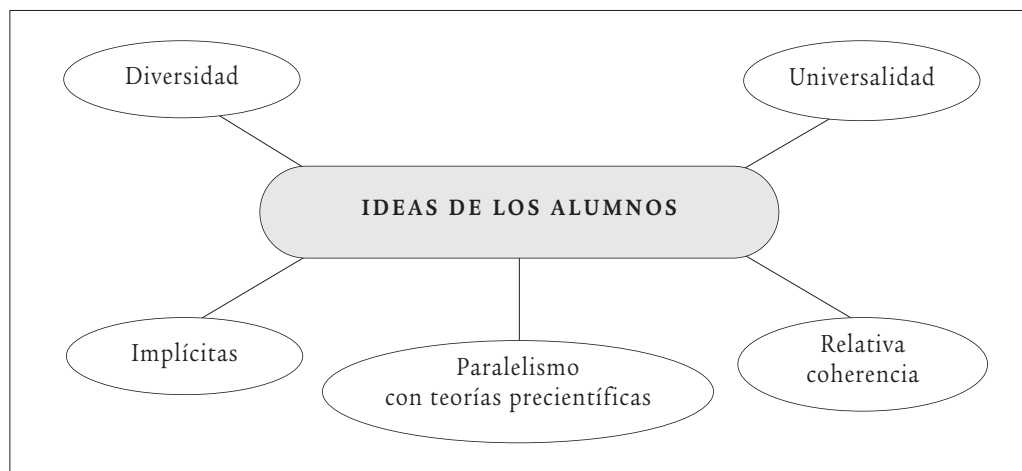 Diversidad
Universalidad
IDEAS DE LOS ALUMNOS
Implícitas
Paralelismo
con teorías precientíficas
Relativa
coherencia